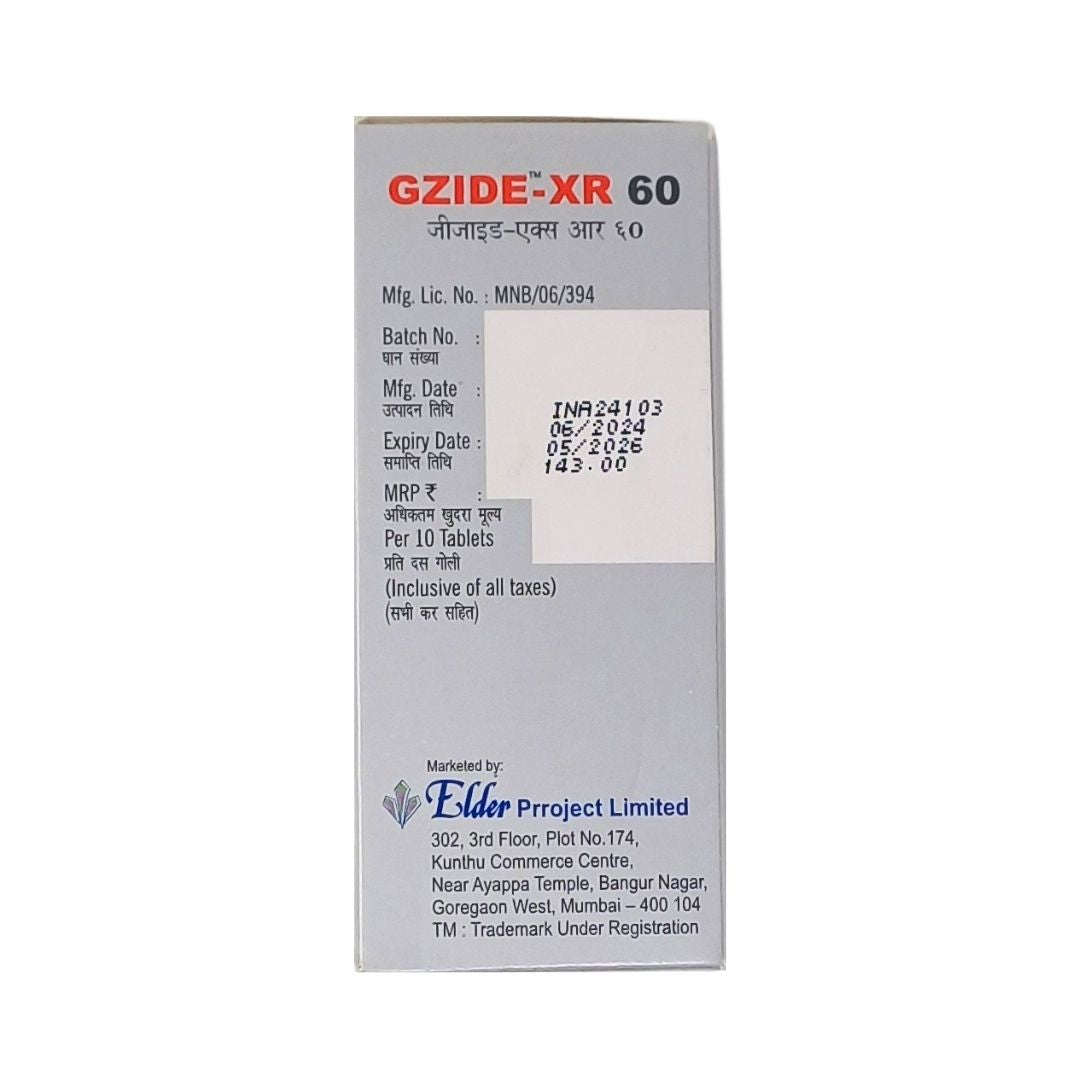 GZIDE™-XR 60
जीजाइड-एक्स आर ६०
Mfg. Lic. No. : MNB/06/394
Batch No. :
घान संख्या
Mfg. Date :
उत्पादन तिथि
INA24103
06/2024
Expiry Date :
05/2026
समाप्ति तिथि
143.00
MRP ₹ :
अधिकतम खुदरा मूल्य
Per 10 Tablets
प्रति दस गोली
(Inclusive of all taxes)
(सभी कर सहित)
Marketed by:
Elder Prroject Limited
302, 3rd Floor, Plot No.174,
Kunthu Commerce Centre,
Near Ayappa Temple, Bangur Nagar,
Goregaon West, Mumbai – 400 104
TM : Trademark Under Registration